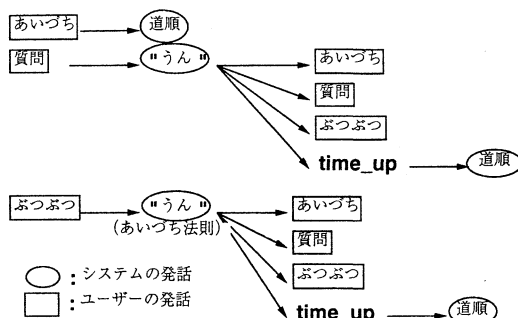 あいづち 道順
質問 "うん" あいづち
質問
ぶつぶつ
time_up 道順
ぶつぶつ "うん" あいづち
(あいづち法則) 質問
ぶつぶつ
time_up 道順
:システムの発話
:ユーザーの発話